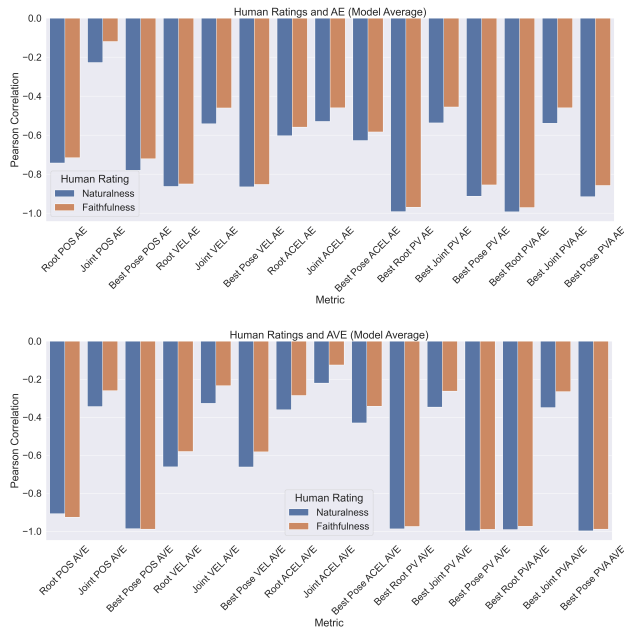 Human Ratings and AE (Model Average)
0.0
−0.2
−0.4
−0.6
−0.8
−1.0
Pearson Correlation
Human Rating
Naturalness
Faithfulness
Root POS AE
Joint POS AE
Best Pose POS AE
Root VEL AE
Joint VEL AE
Best Pose VEL AE
Root ACEL AE
Joint ACEL AE
Best Pose ACEL AE
Best Root PV AE
Best Joint PV AE
Best Pose PV AE
Best Root PVA AE
Best Joint PVA AE
Best Pose PVA AE
Metric
Human Ratings and AVE (Model Average)
0.0
−0.2
−0.4
−0.6
−0.8
−1.0
Pearson Correlation
Human Rating
Naturalness
Faithfulness
Root POS AVE
Joint POS AVE
Best Pose POS AVE
Root VEL AVE
Joint VEL AVE
Best Pose VEL AVE
Root ACEL AVE
Joint ACEL AVE
Best Pose ACEL AVE
Best Root PV AVE
Best Joint PV AVE
Best Pose PV AVE
Best Root PVA AVE
Best Joint PVA AVE
Best Pose PVA AVE
Metric